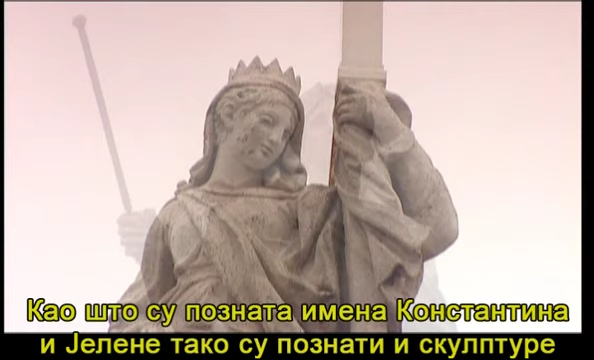 Као што су позната имена Константина
и Јелене тако су познати и скулптуре